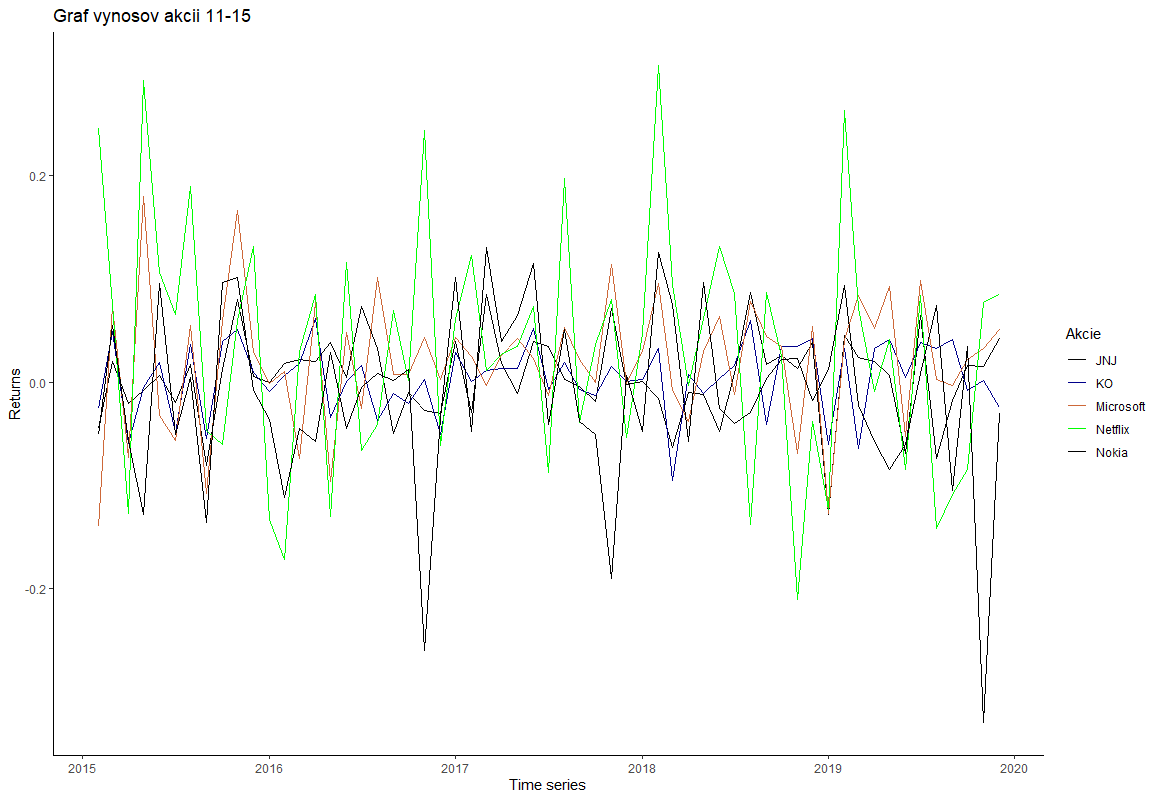 Graf vynosov akcii 11-15
Returns
0.2
0.0
-0.2
2015
2016
2017
2018
2019
2020
Time series
Akcie
JNJ
KO
Microsoft
Netflix
Nokia